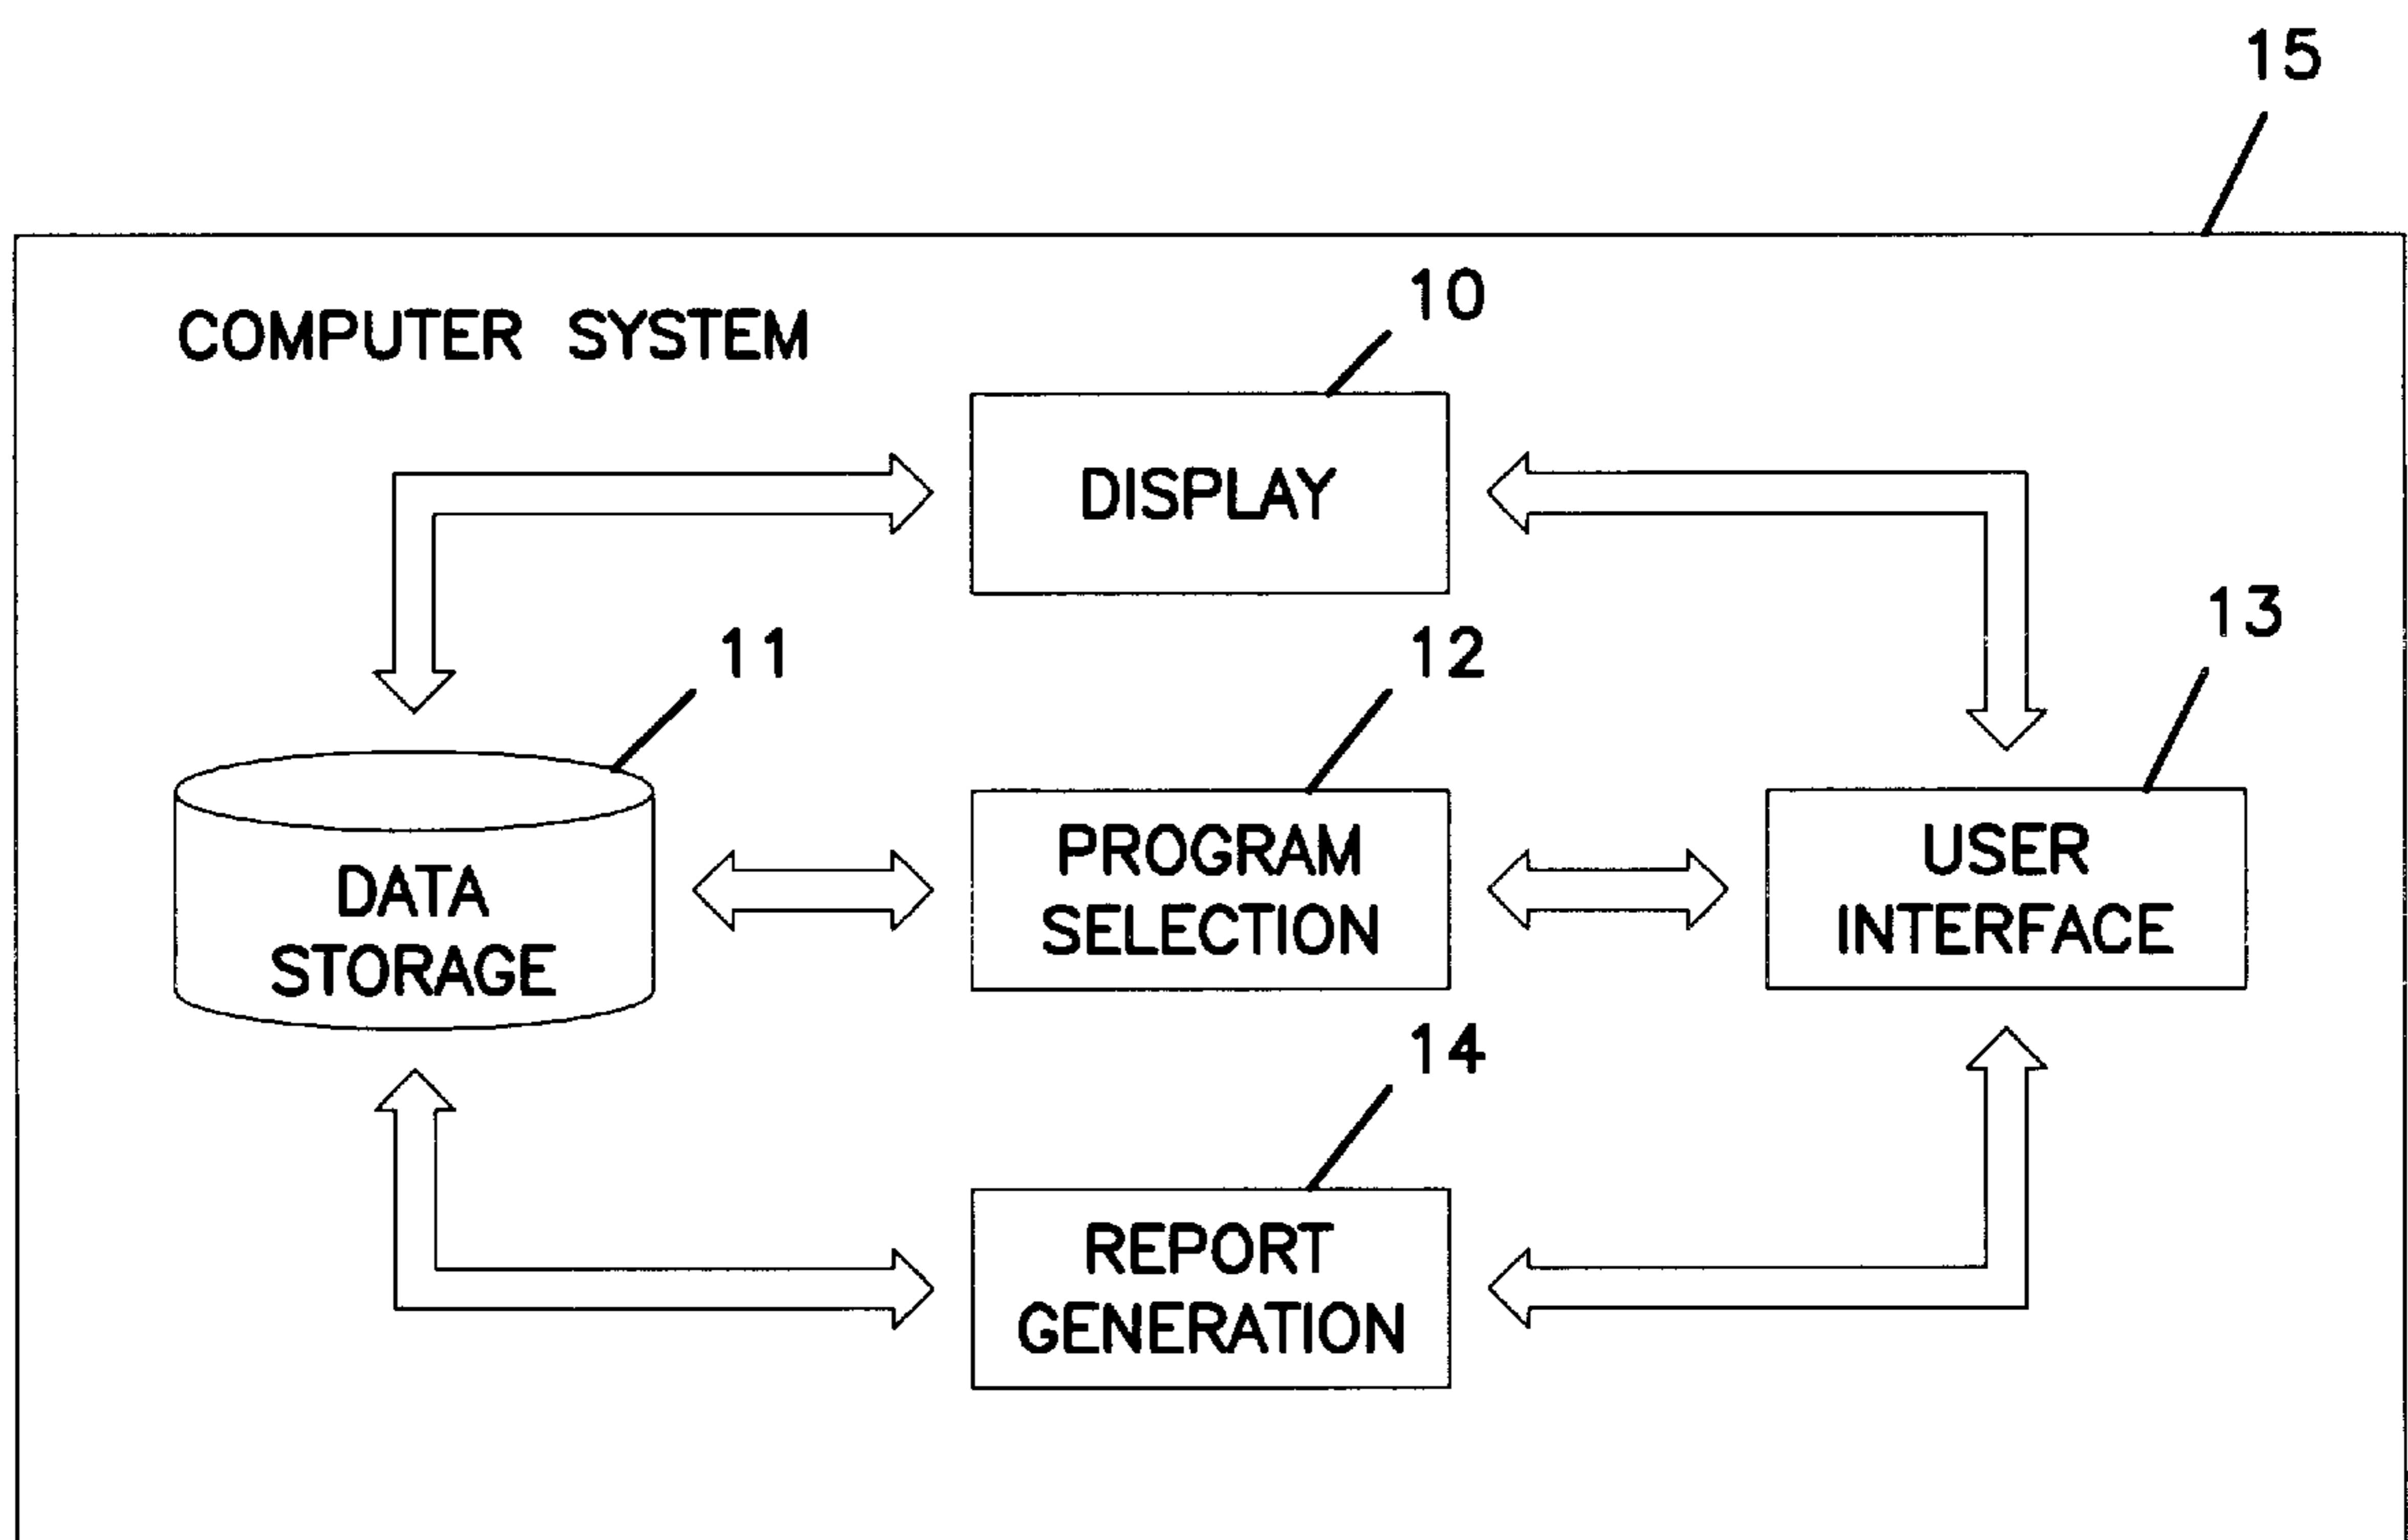 15
COMPUTER SYSTEM
10
DISPLAY
11
12
13
DATA
STORAGE
PROGRAM
SELECTION
USER
INTERFACE
14
REPORT
GENERATION